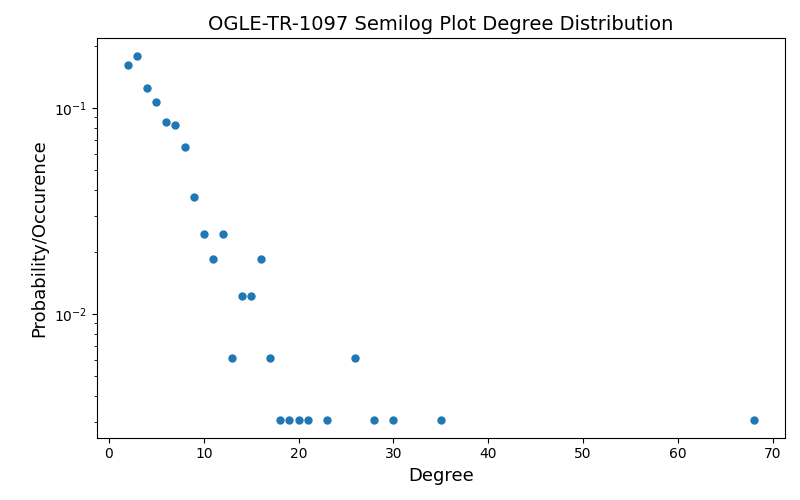 OGLE-TR-1097 Semilog Plot Degree Distribution
Probability/Occurence
10⁻¹
10⁻²
0 10 20 30 40 50 60 70
Degree